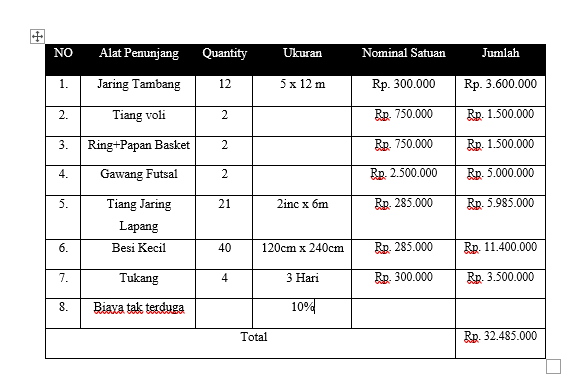 NO Alat Penunjang Quantity Ukuran Nominal Satuan Jumlah
1. Jaring Tambang 12 5 x 12 m Rp. 300.000 Rp. 3.600.000
2. Tiang voli 2 Rp. 750.000 Rp. 1.500.000
3. Ring+Papan Basket 2 Rp. 750.000 Rp. 1.500.000
4. Gawang Futsal 2 Rp. 2.500.000 Rp. 5.000.000
5. Tiang Jaring 21 2inc x 6m Rp. 285.000 Rp. 5.985.000
Lapang
6. Besi Kecil 40 120cm x 240cm Rp. 285.000 Rp. 11.400.000
7. Tukang 4 3 Hari Rp. 300.000 Rp. 3.500.000
8. Biaya tak terduga 10%
Total Rp. 32.485.000